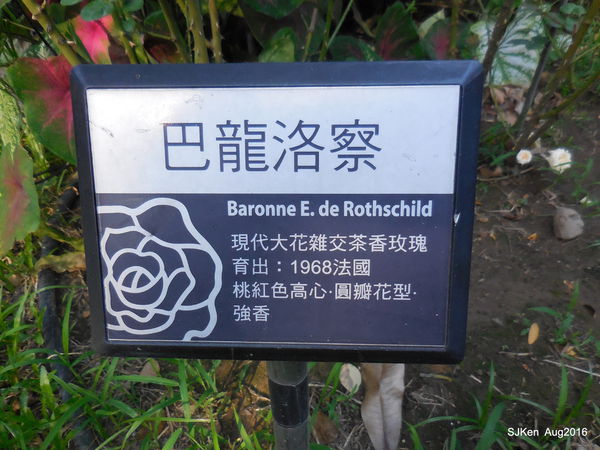 巴龍洛察
Baronne E. de Rothschild
現代大花雜交茶香玫瑰
育出：1968法國
桃紅色高心·圓瓣花型·
強香
SJKen Aug2016